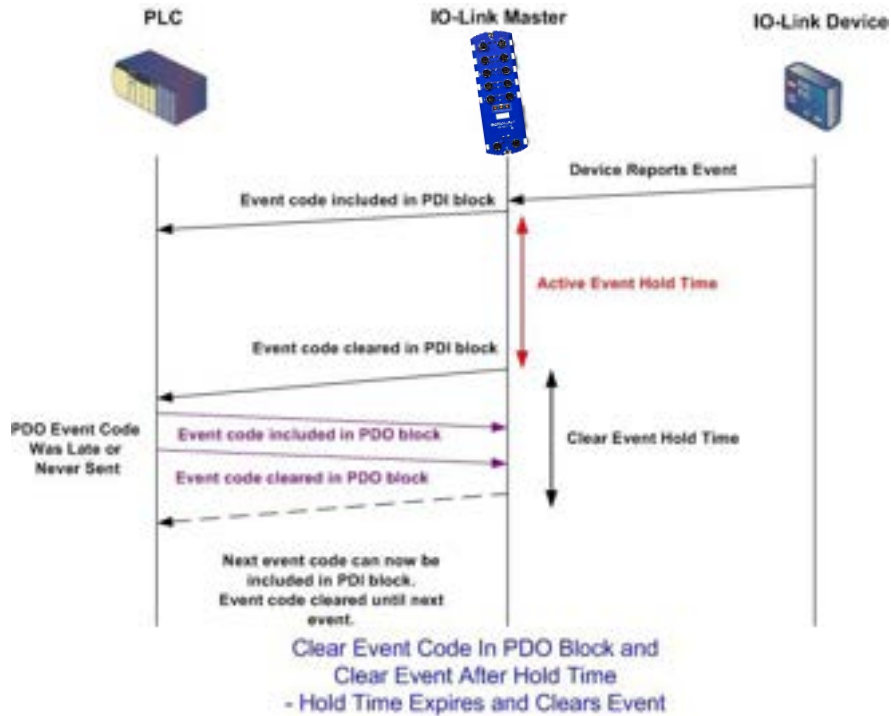 PLC
IO-Link Master
IO-Link Device
Device Reports Event
Event code included in PDI block
Active Event Hold Time
Event code cleared in PDI block
PDO Event Code
Was Late or
Never Sent
Event code included in PDO block
Clear Event Hold Time
Event code cleared in PDO block
Next event code can now be
included in PDI block.
Event code cleared until next
event.
Clear Event Code In PDO Block and
Clear Event After Hold Time
- Hold Time Expires and Clears Event